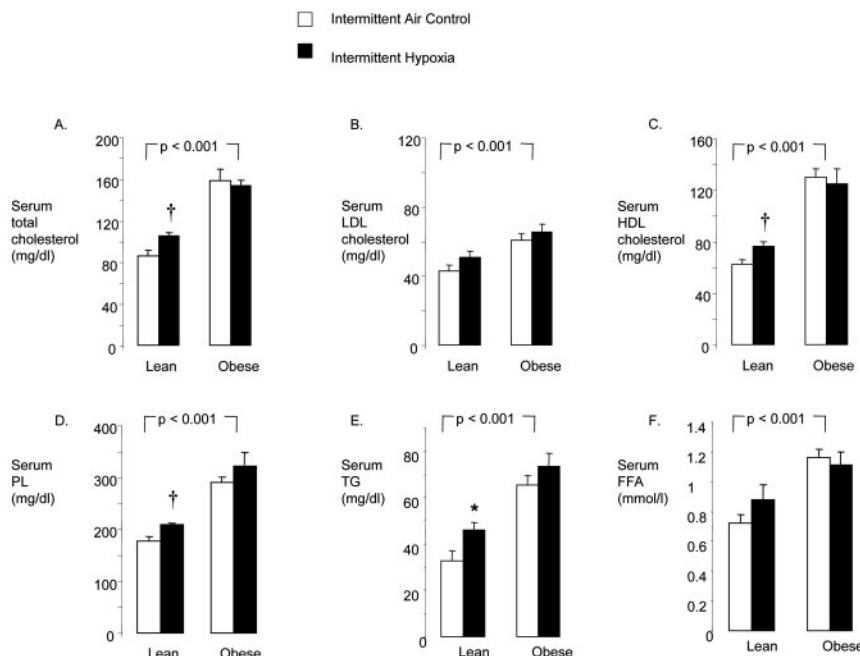 Intermittent Air Control
Intermittent Hypoxia
A.
p < 0.001
Serum
total
cholesterol
(mg/dl)
200
160
120
80
40
0
†
Lean Obese
B.
p < 0.001
Serum
LDL
cholesterol
(mg/dl)
120
80
40
0
Lean Obese
C.
p < 0.001
Serum
HDL
cholesterol
(mg/dl)
160
120
80
40
0
†
Lean Obese
D.
p < 0.001
Serum
PL
(mg/dl)
400
300
200
100
0
†
Lean Obese
E.
p < 0.001
Serum
TG
(mg/dl)
80
60
40
20
0
*
Lean Obese
F.
p < 0.001
Serum
FFA
(mmol/l)
1.4
1.2
1
0.8
0.6
0.4
0.2
0
Lean Obese